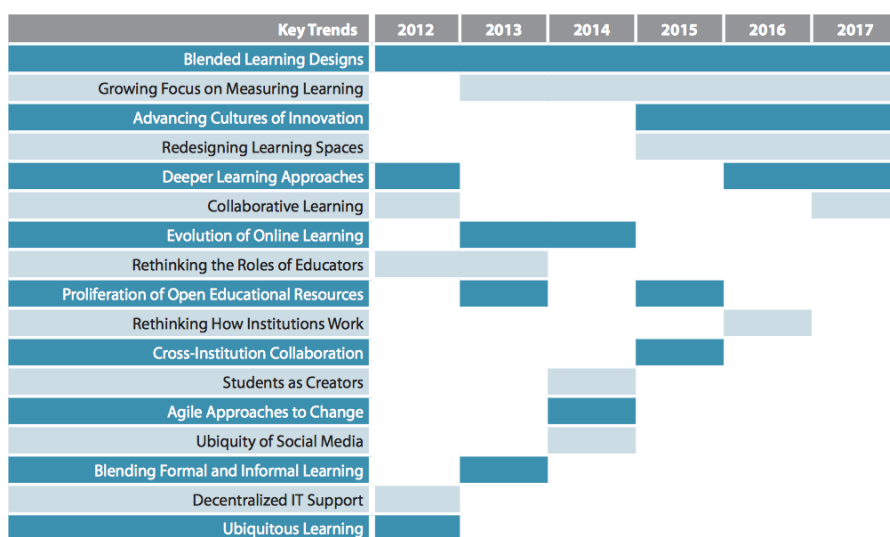 Key Trends 2012 2013 2014 2015 2016 2017
Blended Learning Designs
Growing Focus on Measuring Learning
Advancing Cultures of Innovation
Redesigning Learning Spaces
Deeper Learning Approaches
Collaborative Learning
Evolution of Online Learning
Rethinking the Roles of Educators
Proliferation of Open Educational Resources
Rethinking How Institutions Work
Cross-Institution Collaboration
Students as Creators
Agile Approaches to Change
Ubiquity of Social Media
Blending Formal and Informal Learning
Decentralized IT Support
Ubiquitous Learning